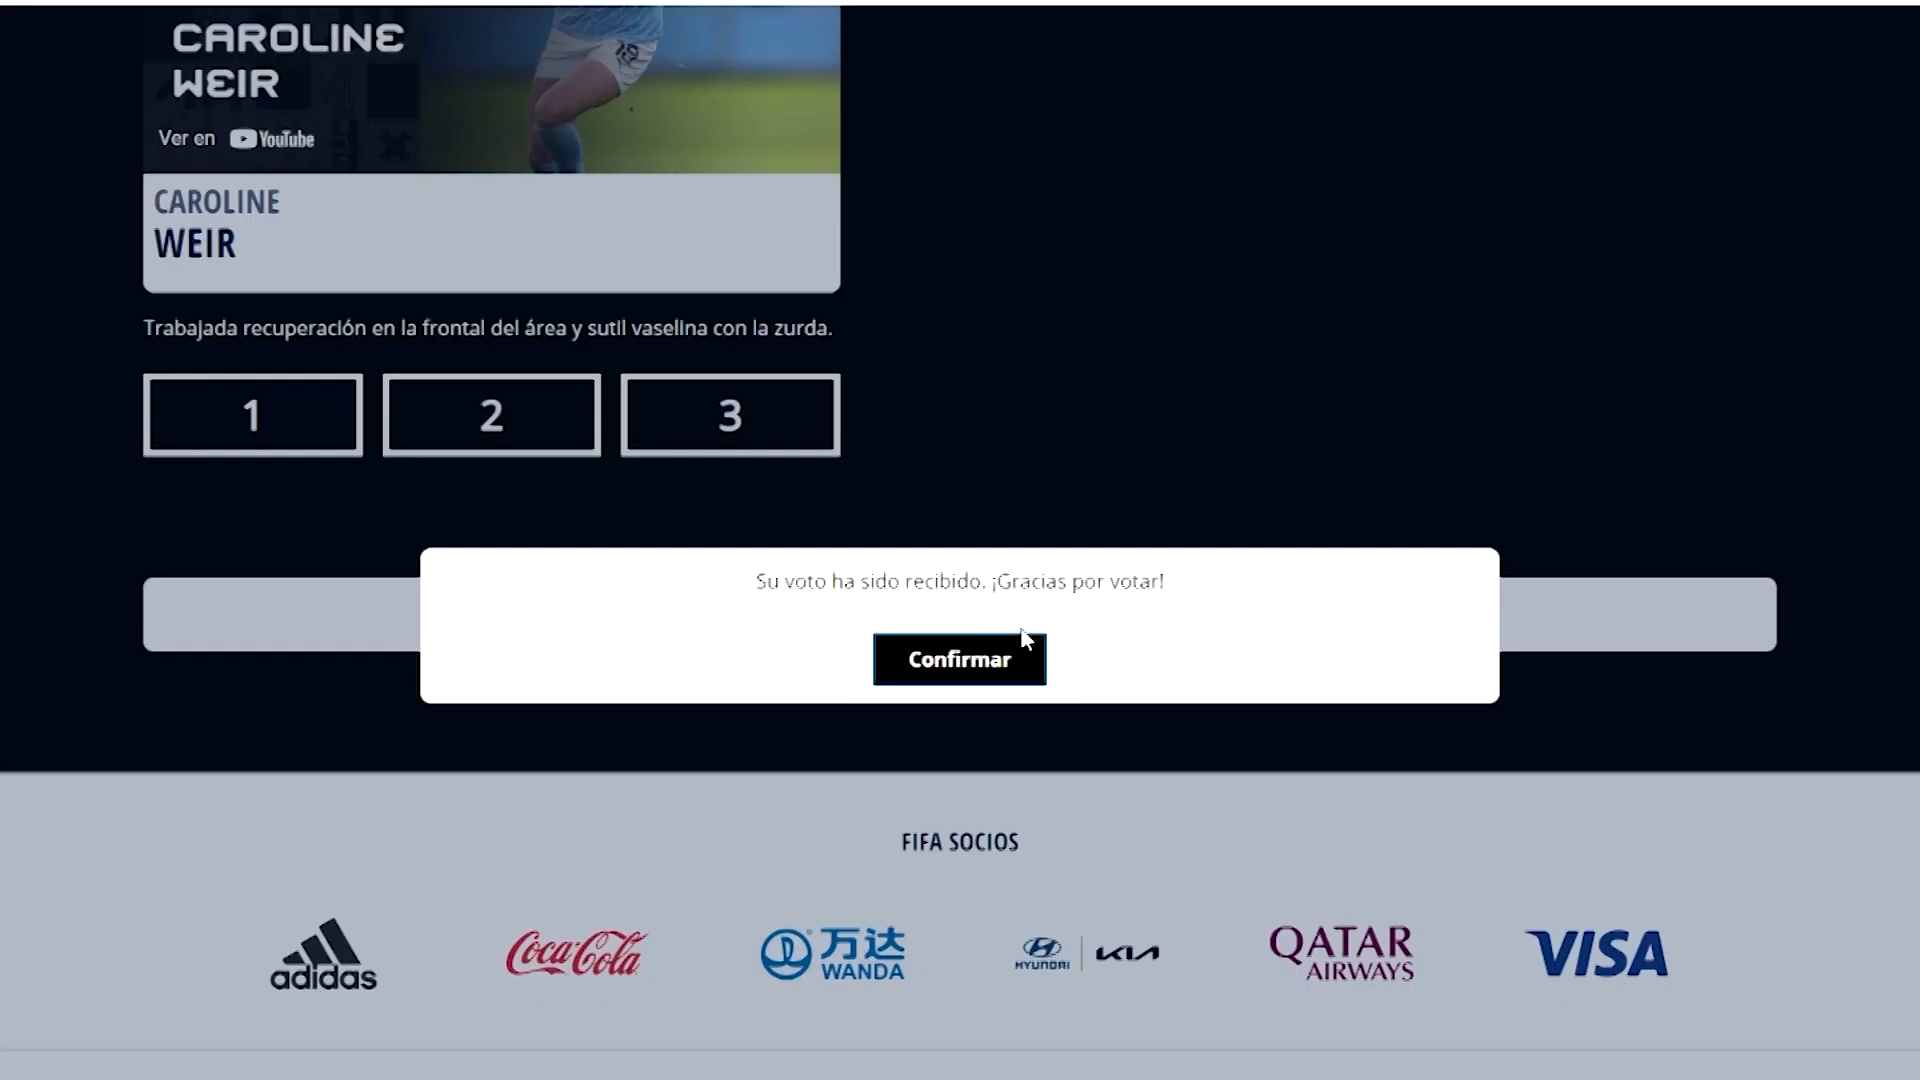 CAROLINE
WEIR
18
Ver en YouTube
CAROLINE
WEIR
Trabajada recuperación en la frontal del área y sutil vaselina con la zurda.
1 2 3
Su voto ha sido recibido. ¡Gracias por votar!
Confirmar
FIFA SOCIOS
adidas
Coca-Cola
万达
WANDA
HYUNDAI
KIA
QATAR
AIRWAYS
VISA